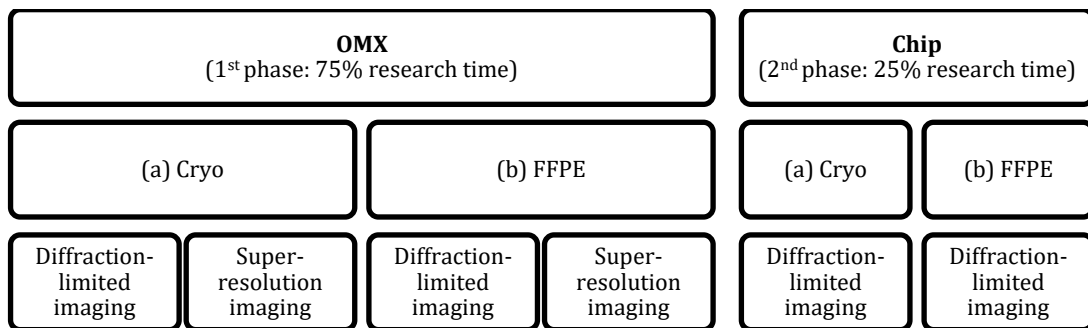 OMX
(1st phase: 75% research time)
Chip
(2nd phase: 25% research time)
(a) Cryo
(b) FFPE
(a) Cryo
(b) FFPE
Diffraction-
limited
imaging
Super-
resolution
imaging
Diffraction-
limited
imaging
Super-
resolution
imaging
Diffraction-
limited
imaging
Diffraction-
limited
imaging